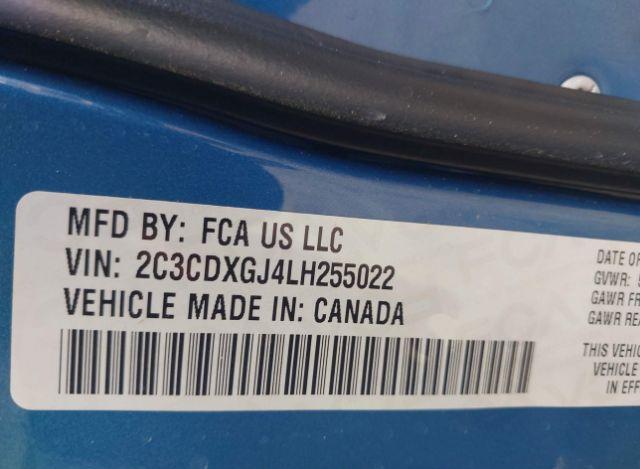 MFD BY: FCA US LLC
VIN: 2C3CDXGJ4LH255022
VEHICLE MADE IN: CANADA
DATE OF
GVWR: 5
GAWR FR
GAWR REA
THIS VEHIC
VEHICLE
IN EFF